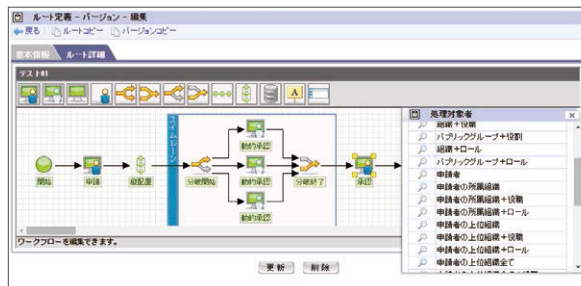 ルート定義 - バージョン - 編集
戻る ルートコピー バージョンコピー
基本情報 ルート詳細
テスト01
A
スイムレーン
開始
申請
縦配置
分岐開始
動的承認
動的承認
動的承認
分岐終了
承認
処理対象者
組織+役職
パブリックグループ+役割
組織+ロール
パブリックグループ+ロール
申請者
申請者の所属組織
申請者の所属組織+役職
申請者の所属組織+ロール
申請者の上位組織
申請者の上位組織+役職
申請者の上位組織+ロール
申請者の上位組織全て
ワークフローを編集できます。
更新 削除